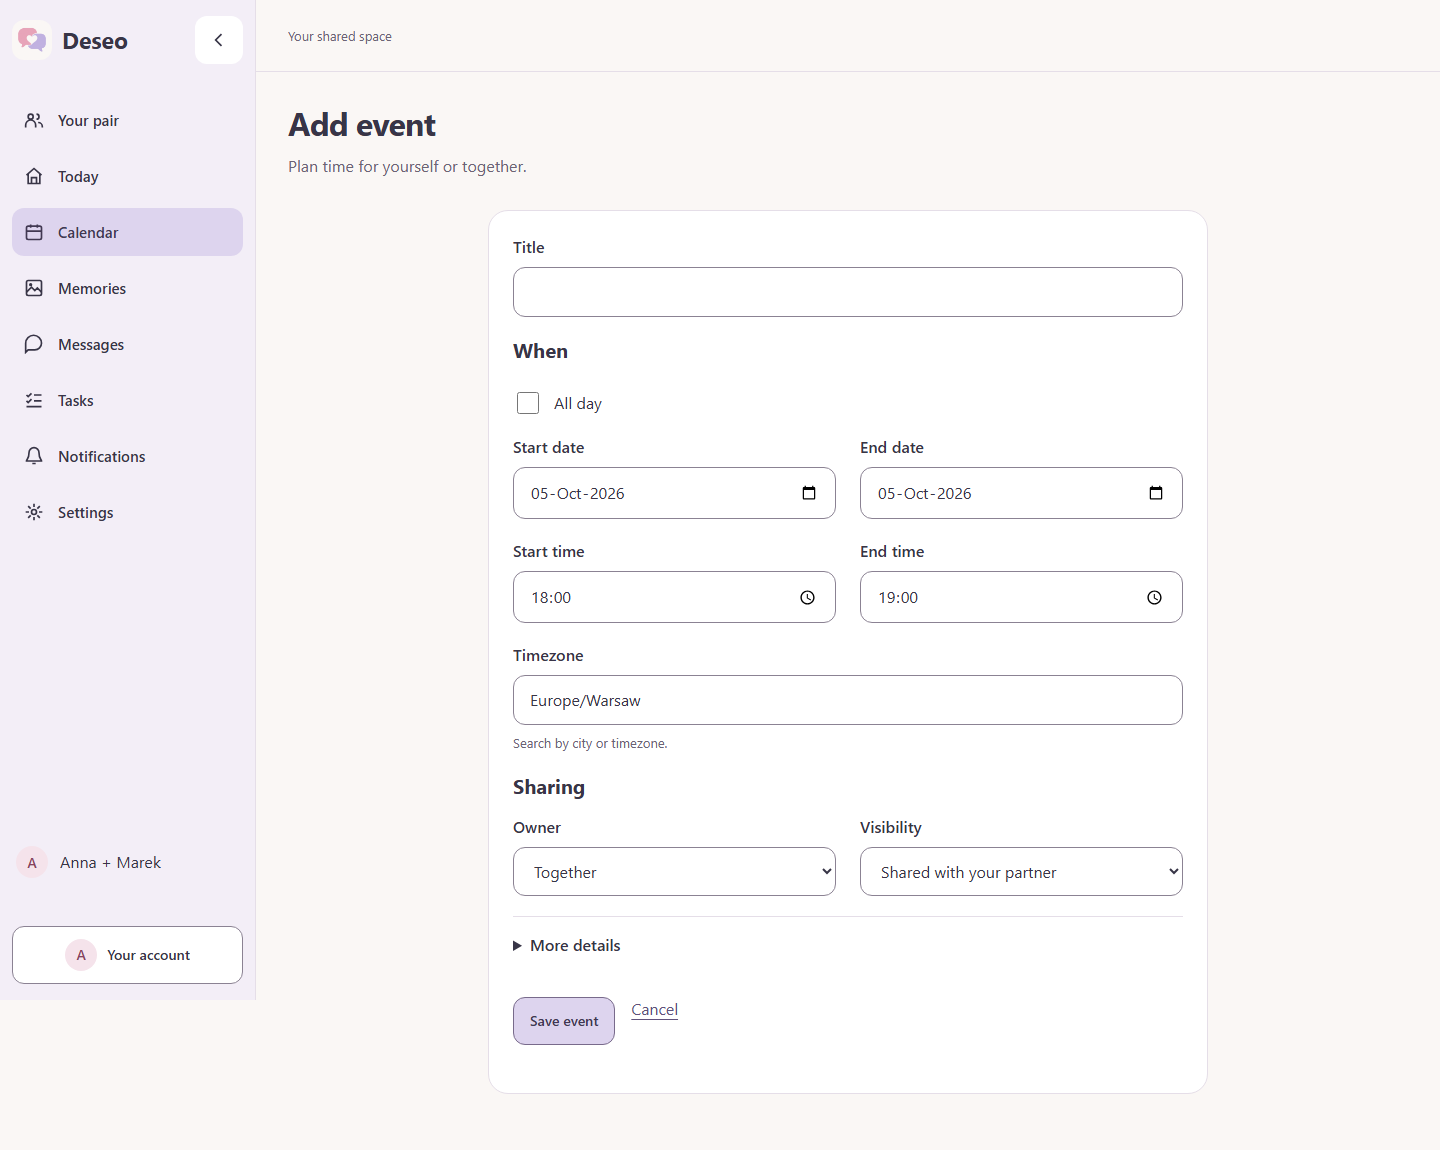 Deseo
Your shared space
Your pair
Today
Calendar
Memories
Messages
Tasks
Notifications
Settings
A Anna + Marek
A Your account
Add event
Plan time for yourself or together.
Title
When
All day
Start date End date
05-Oct-2026 05-Oct-2026
Start time End time
18:00 19:00
Timezone
Europe/Warsaw
Search by city or timezone.
Sharing
Owner Visibility
Together Shared with your partner
More details
Save event Cancel